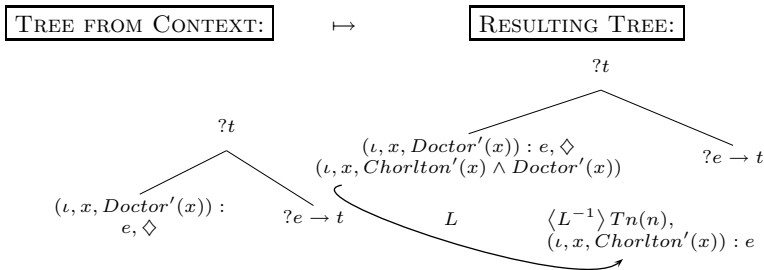 TREE FROM CONTEXT: ↦ RESULTING TREE:
?t
(ι, x, Doctor′(x)) :
e, ♢
?e → t
?t
(ι, x, Doctor′(x)) : e, ♢
(ι, x, Chorlton′(x) ∧ Doctor′(x))
?e → t
L
⟨L⁻¹⟩ Tn(n),
(ι, x, Chorlton′(x)) : e